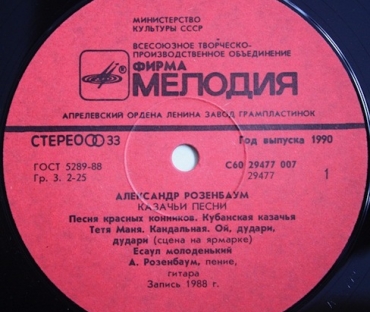 МИНИСТЕРСТВО
КУЛЬТУРЫ СССР
ВСЕСОЮЗНОЕ ТВОРЧЕСКО-
ПРОИЗВОДСТВЕННОЕ ОБЪЕДИНЕНИЕ
ФИРМА
МЕЛОДИЯ
АПРЕЛЕВСКИЙ ОРДЕНА ЛЕНИНА ЗАВОД ГРАМПЛАСТИНОК
СТЕРЕО 33
Год выпуска 1990
ГОСТ 5289-88
С60 29477 007
Гр. 3. 2-25
29477
1
АЛЕКСАНДР РОЗЕНБАУМ
КАЗАЧЬИ ПЕСНИ
Песня красных конников. Кубанская казачья
Тетя Маня. Кандальная. Ой, дудари,
дудари (сцена на ярмарке)
Есаул молоденький
А. Розенбаум, пение,
гитара
Запись 1988 г.